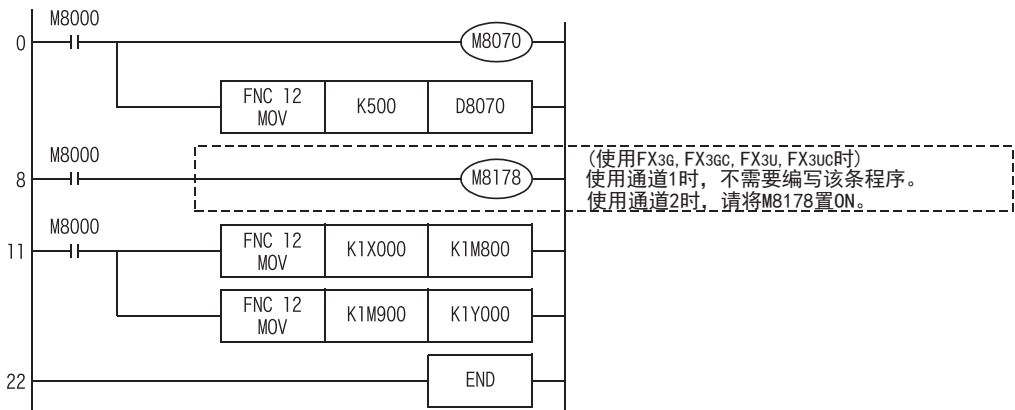 M8000
0
M8070
FNC 12
MOV
K500
D8070
M8000
8
M8178
(使用FX3G, FX3GC, FX3U, FX3UC时)
使用通道1时，不需要编写该条程序。
使用通道2时，请将M8178置ON。
M8000
11
FNC 12
MOV
K1X000
K1M800
FNC 12
MOV
K1M900
K1Y000
22
END